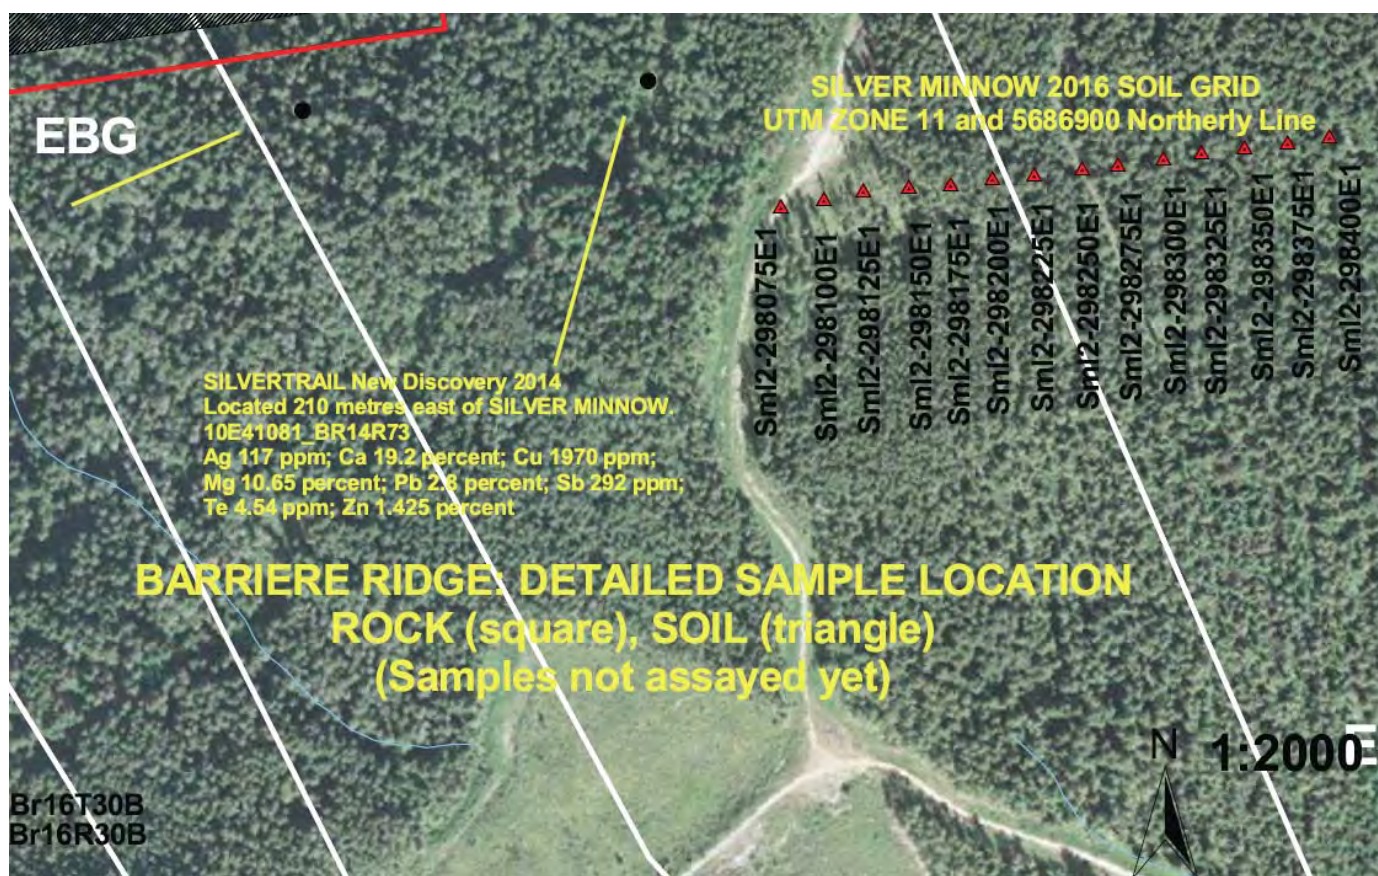 SILVER MINNOW 2016 SOIL GRID
UTM ZONE 11 and 5686900 Northerly Line
EBG
Sml2-298075E1
Sml2-298100E1
Sml2-298125E1
Sml2-298150E1
Sml2-298175E1
Sml2-298200E1
Sml2-298225E1
Sml2-298250E1
Sml2-298275E1
Sml2-298300E1
Sml2-298325E1
Sml2-298350E1
Sml2-298375E1
Sml2-298400E1
SILVERTRAIL New Discovery 2014
Located 210 metres east of SILVER MINNOW.
10E41081_BR14R73
Ag 117 ppm; Ca 19.2 percent; Cu 1970 ppm;
Mg 10.65 percent; Pb 2.8 percent; Sb 292 ppm;
Te 4.54 ppm; Zn 1.425 percent
BARRIERE RIDGE: DETAILED SAMPLE LOCATION
ROCK (square), SOIL (triangle)
(Samples not assayed yet)
N 1:2000
Br16T30B
Br16R30B